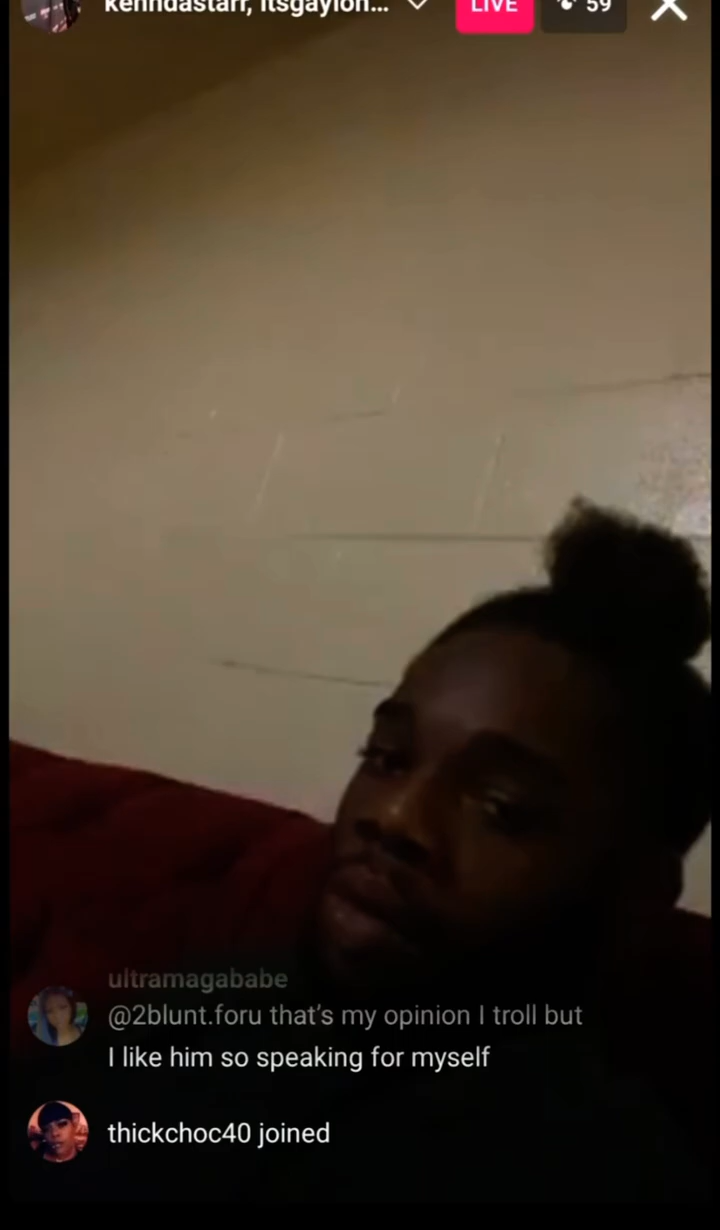 kenndastarr, itsgaylon...
LIVE
59
ultramagababe
@2blunt.foru that's my opinion I troll but
I like him so speaking for myself
thickchoc40 joined